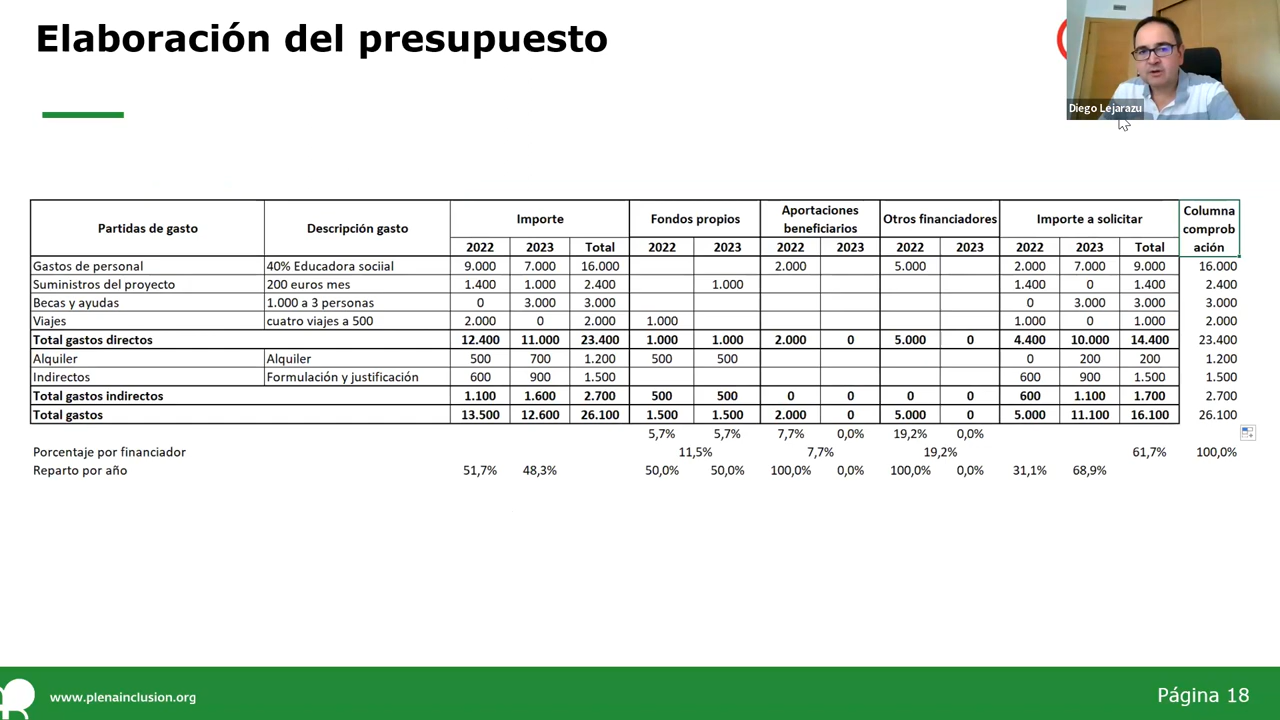 Elaboración del presupuesto
Diego Lejarazu
Partidas de gasto Descripción gasto Importe Fondos propios Aportaciones beneficiarios Otros financiadores Importe a solicitar Columna comprob ación
2022 2023 Total 2022 2023 2022 2023 2022 2023 2022 2023 Total
Gastos de personal 40% Educadora sociial 9.000 7.000 16.000 2.000 5.000 2.000 7.000 9.000 16.000
Suministros del proyecto 200 euros mes 1.400 1.000 2.400 1.000 1.400 0 1.400 2.400
Becas y ayudas 1.000 a 3 personas 0 3.000 3.000 0 3.000 3.000 3.000
Viajes cuatro viajes a 500 2.000 0 2.000 1.000 1.000 0 1.000 2.000
Total gastos directos 12.400 11.000 23.400 1.000 1.000 2.000 0 5.000 0 4.400 10.000 14.400 23.400
Alquiler Alquiler 500 700 1.200 500 500 0 200 200 1.200
Indirectos Formulación y justificación 600 900 1.500 600 900 1.500 1.500
Total gastos indirectos 1.100 1.600 2.700 500 500 0 0 0 0 600 1.100 1.700 2.700
Total gastos 13.500 12.600 26.100 1.500 1.500 2.000 0 5.000 0 5.000 11.100 16.100 26.100
5,7% 5,7% 7,7% 0,0% 19,2% 0,0%
Porcentaje por financiador 11,5% 7,7% 19,2% 61,7% 100,0%
Reparto por año 51,7% 48,3% 50,0% 50,0% 100,0% 0,0% 100,0% 0,0% 31,1% 68,9%
www.plenainclusion.org
Página 18